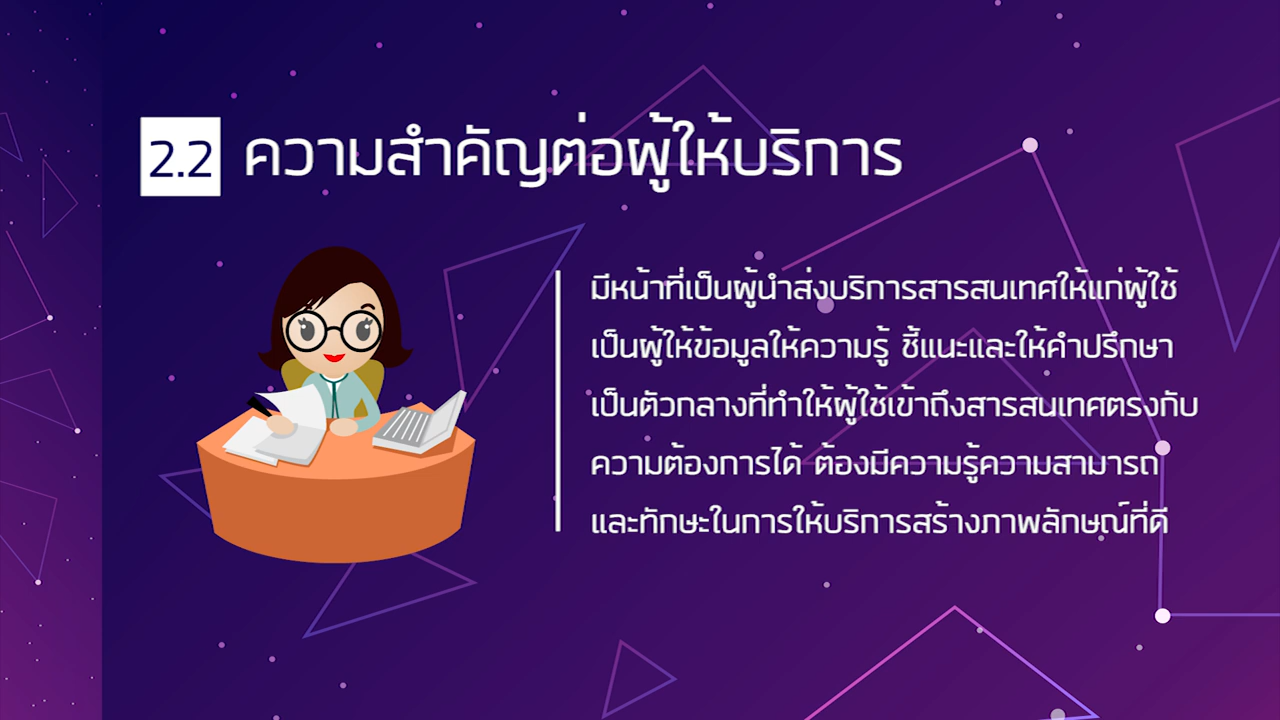 2.2 ความสำคัญต่อผู้ให้บริการ
มีหน้าที่เป็นผู้นำส่งบริการสารสนเทศให้แก่ผู้ใช้
เป็นผู้ให้ข้อมูลให้ความรู้ ชี้แนะและให้คำปรึกษา
เป็นตัวกลางที่ทำให้ผู้ใช้เข้าถึงสารสนเทศตรงกับ
ความต้องการได้ ต้องมีความรู้ความสามารถ
และทักษะในการให้บริการสร้างภาพลักษณ์ที่ดี